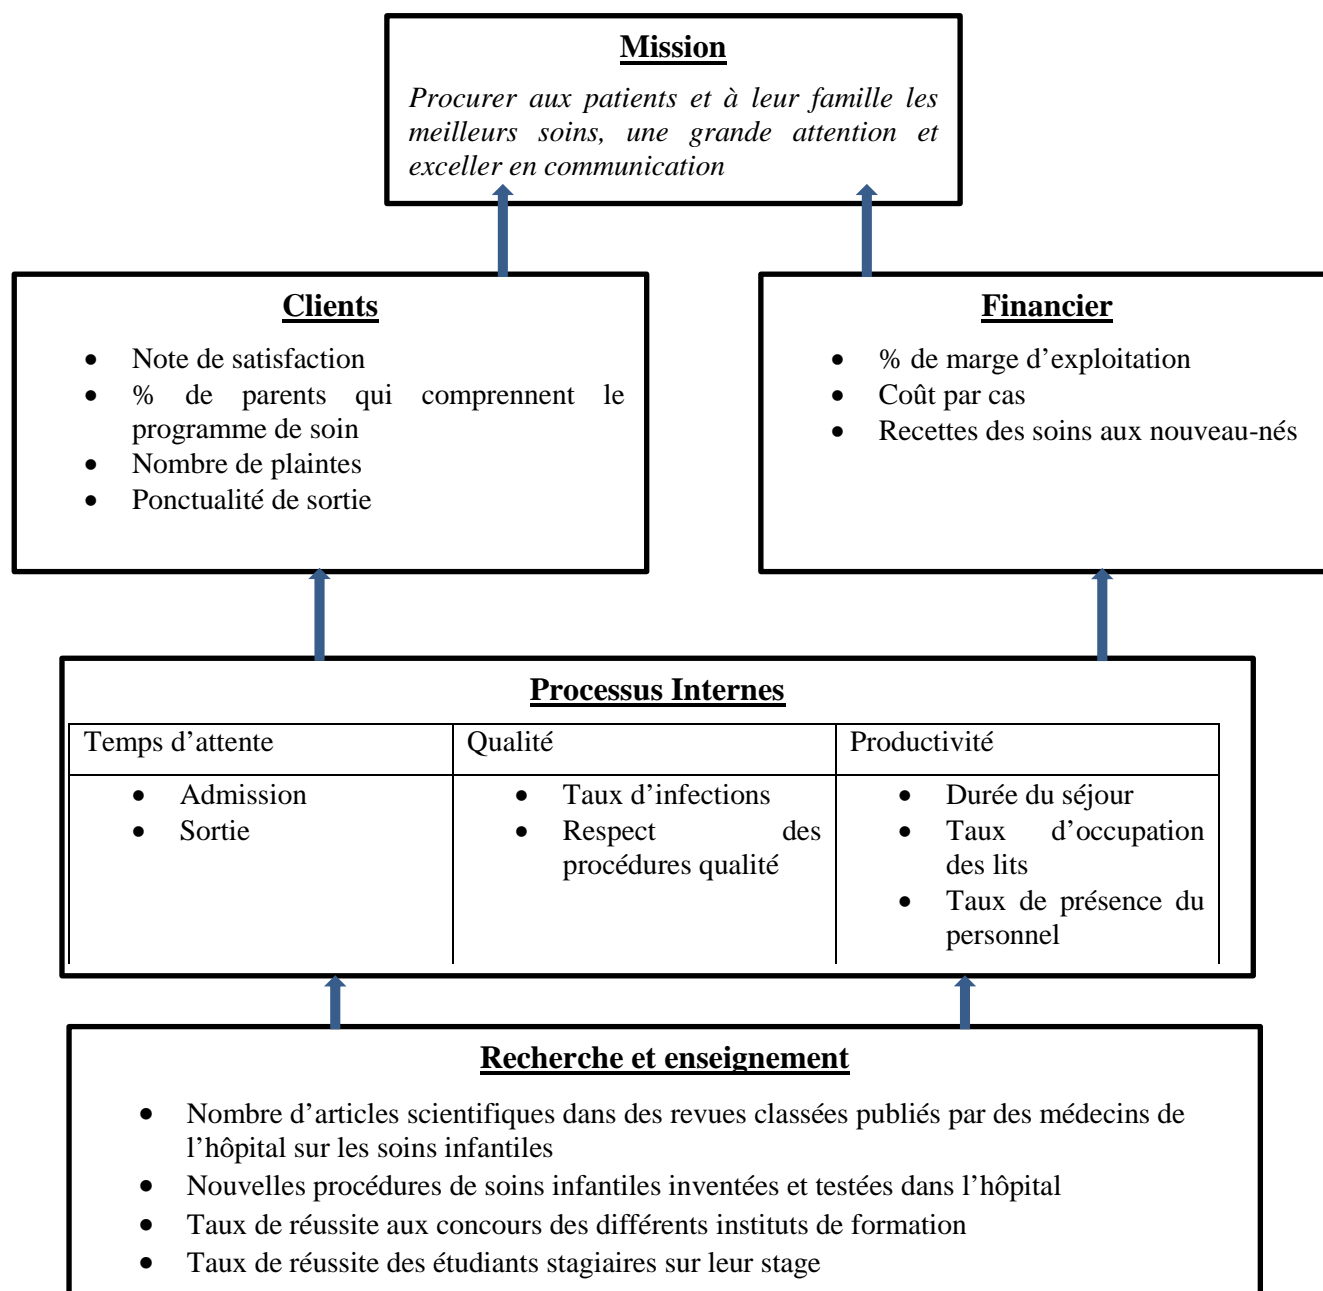 Mission
Procurer aux patients et à leur famille les
meilleurs soins, une grande attention et
exceller en communication
Clients
• Note de satisfaction
• % de parents qui comprennent le
programme de soin
• Nombre de plaintes
• Ponctualité de sortie
Financier
• % de marge d’exploitation
• Coût par cas
• Recettes des soins aux nouveau-nés
Processus Internes
Temps d’attente
• Admission
• Sortie
Qualité
• Taux d’infections
• Respect des
procédures qualité
Productivité
• Durée du séjour
• Taux d’occupation
des lits
• Taux de présence du
personnel
Recherche et enseignement
• Nombre d’articles scientifiques dans des revues classées publiés par des médecins de
l’hôpital sur les soins infantiles
• Nouvelles procédures de soins infantiles inventées et testées dans l’hôpital
• Taux de réussite aux concours des différents instituts de formation
• Taux de réussite des étudiants stagiaires sur leur stage